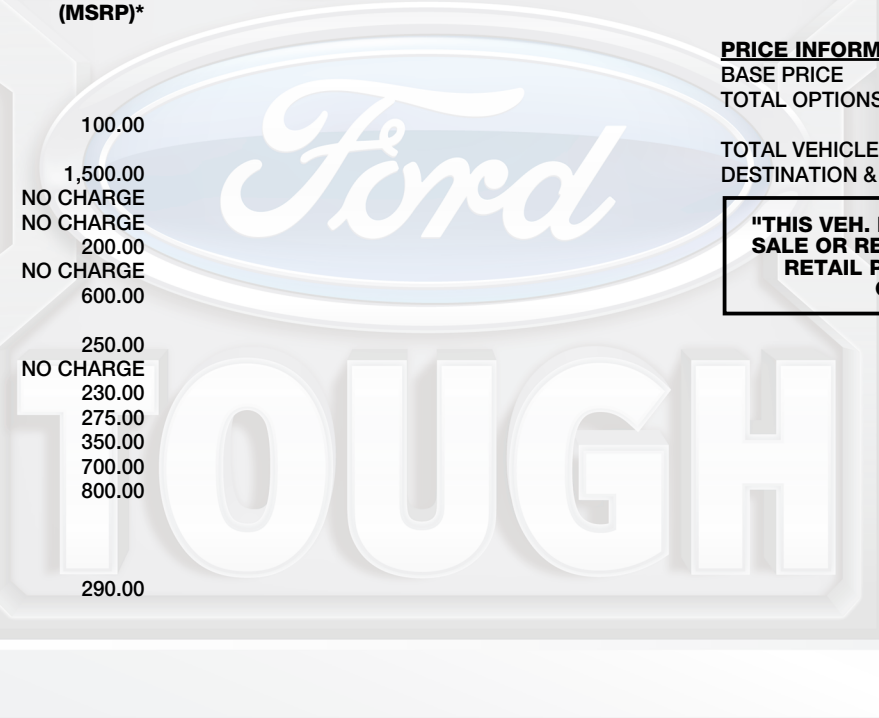 (MSRP)*
100.00
1,500.00
NO CHARGE
NO CHARGE
200.00
NO CHARGE
600.00
250.00
NO CHARGE
230.00
275.00
350.00
700.00
800.00
290.00
PRICE INFORM
BASE PRICE
TOTAL OPTIONS
TOTAL VEHICLE
DESTINATION &
"THIS VEH.
SALE OR RE
RETAIL P
Ford
TOUGH